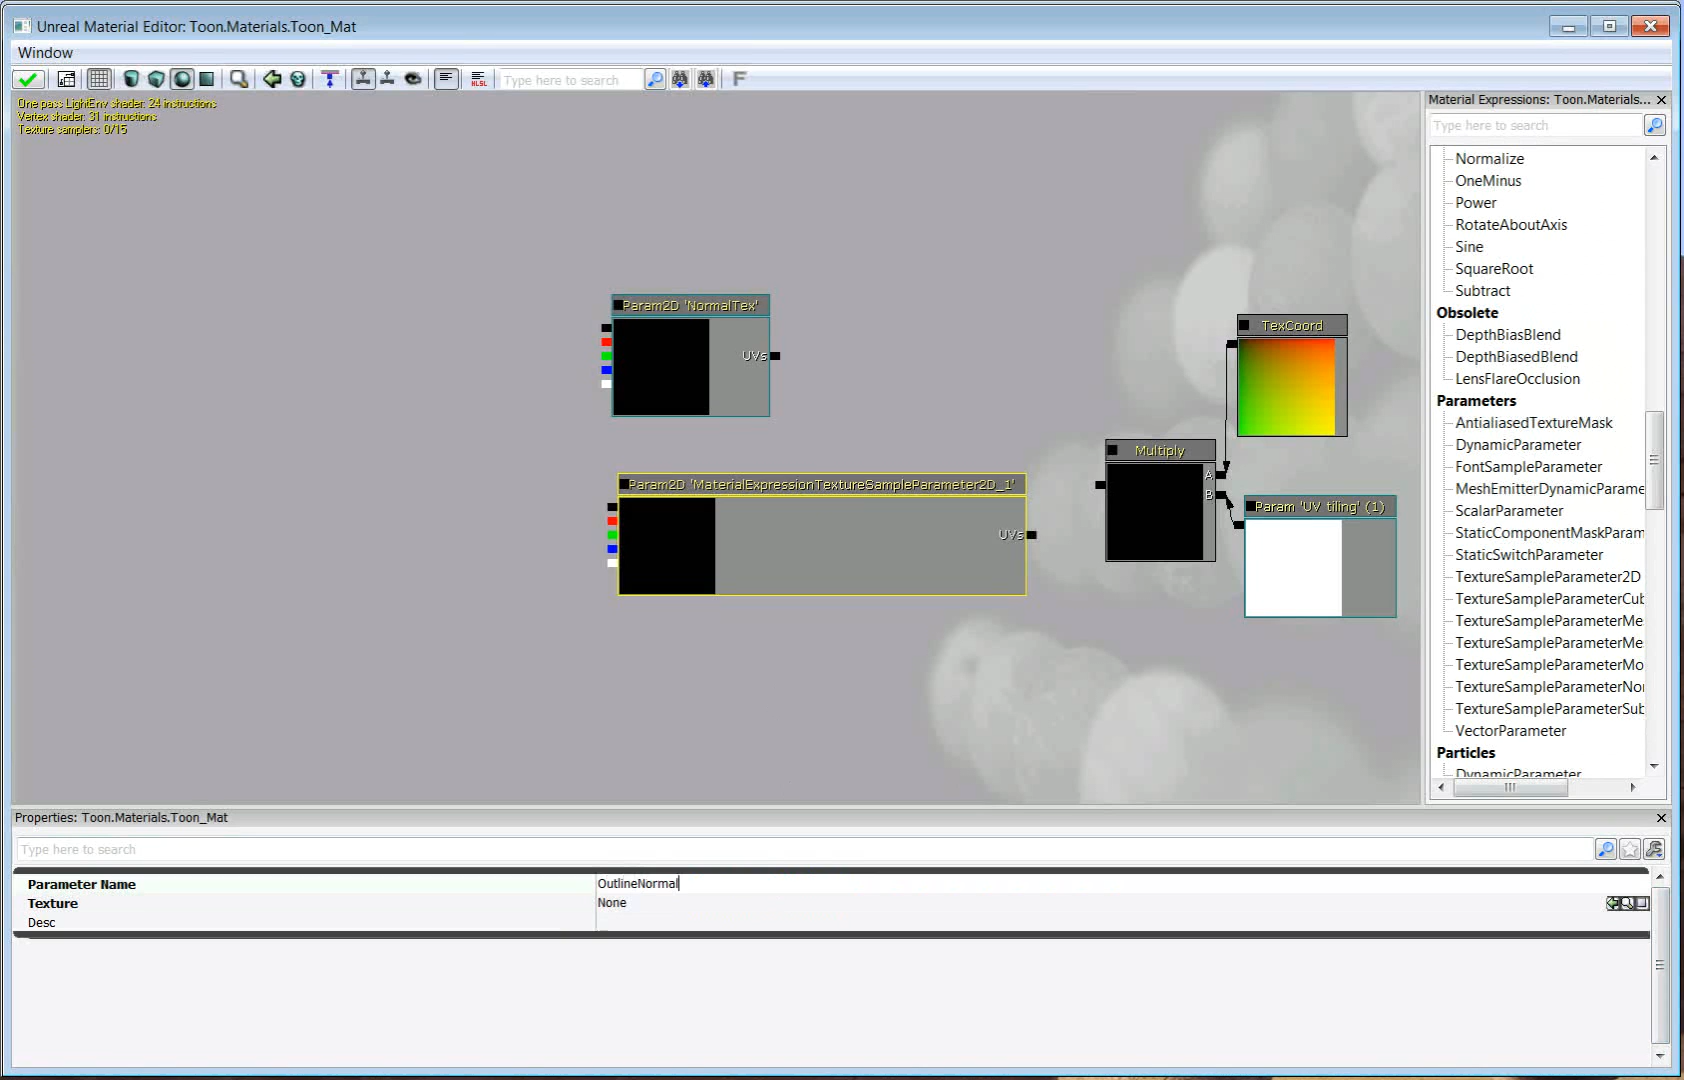 Unreal Material Editor: Toon.Materials.Toon_Mat
Window
HLSL
Type here to search
F
One pass LightEnv shader: 24 instructions
Vertex shader: 31 instructions
Texture samplers: 0/15
Param2D 'NormalTex'
UVs
Param2D 'MaterialExpressionTextureSampleParameter2D_1'
UVs
Multiply
A
B
TexCoord
Param 'UV tiling' (1)
Material Expressions: Toon.Materials...
Type here to search
Normalize
OneMinus
Power
RotateAboutAxis
Sine
SquareRoot
Subtract
Obsolete
DepthBiasBlend
DepthBiasedBlend
LensFlareOcclusion
Parameters
AntialiasedTextureMask
DynamicParameter
FontSampleParameter
MeshEmitterDynamicParame
ScalarParameter
StaticComponentMaskParam
StaticSwitchParameter
TextureSampleParameter2D
TextureSampleParameterCub
TextureSampleParameterMe
TextureSampleParameterMe
TextureSampleParameterMo
TextureSampleParameterNor
TextureSampleParameterSub
VectorParameter
Particles
DynamicParameter
Properties: Toon.Materials.Toon_Mat
Type here to search
Parameter Name OutlineNormal
Texture None
Desc